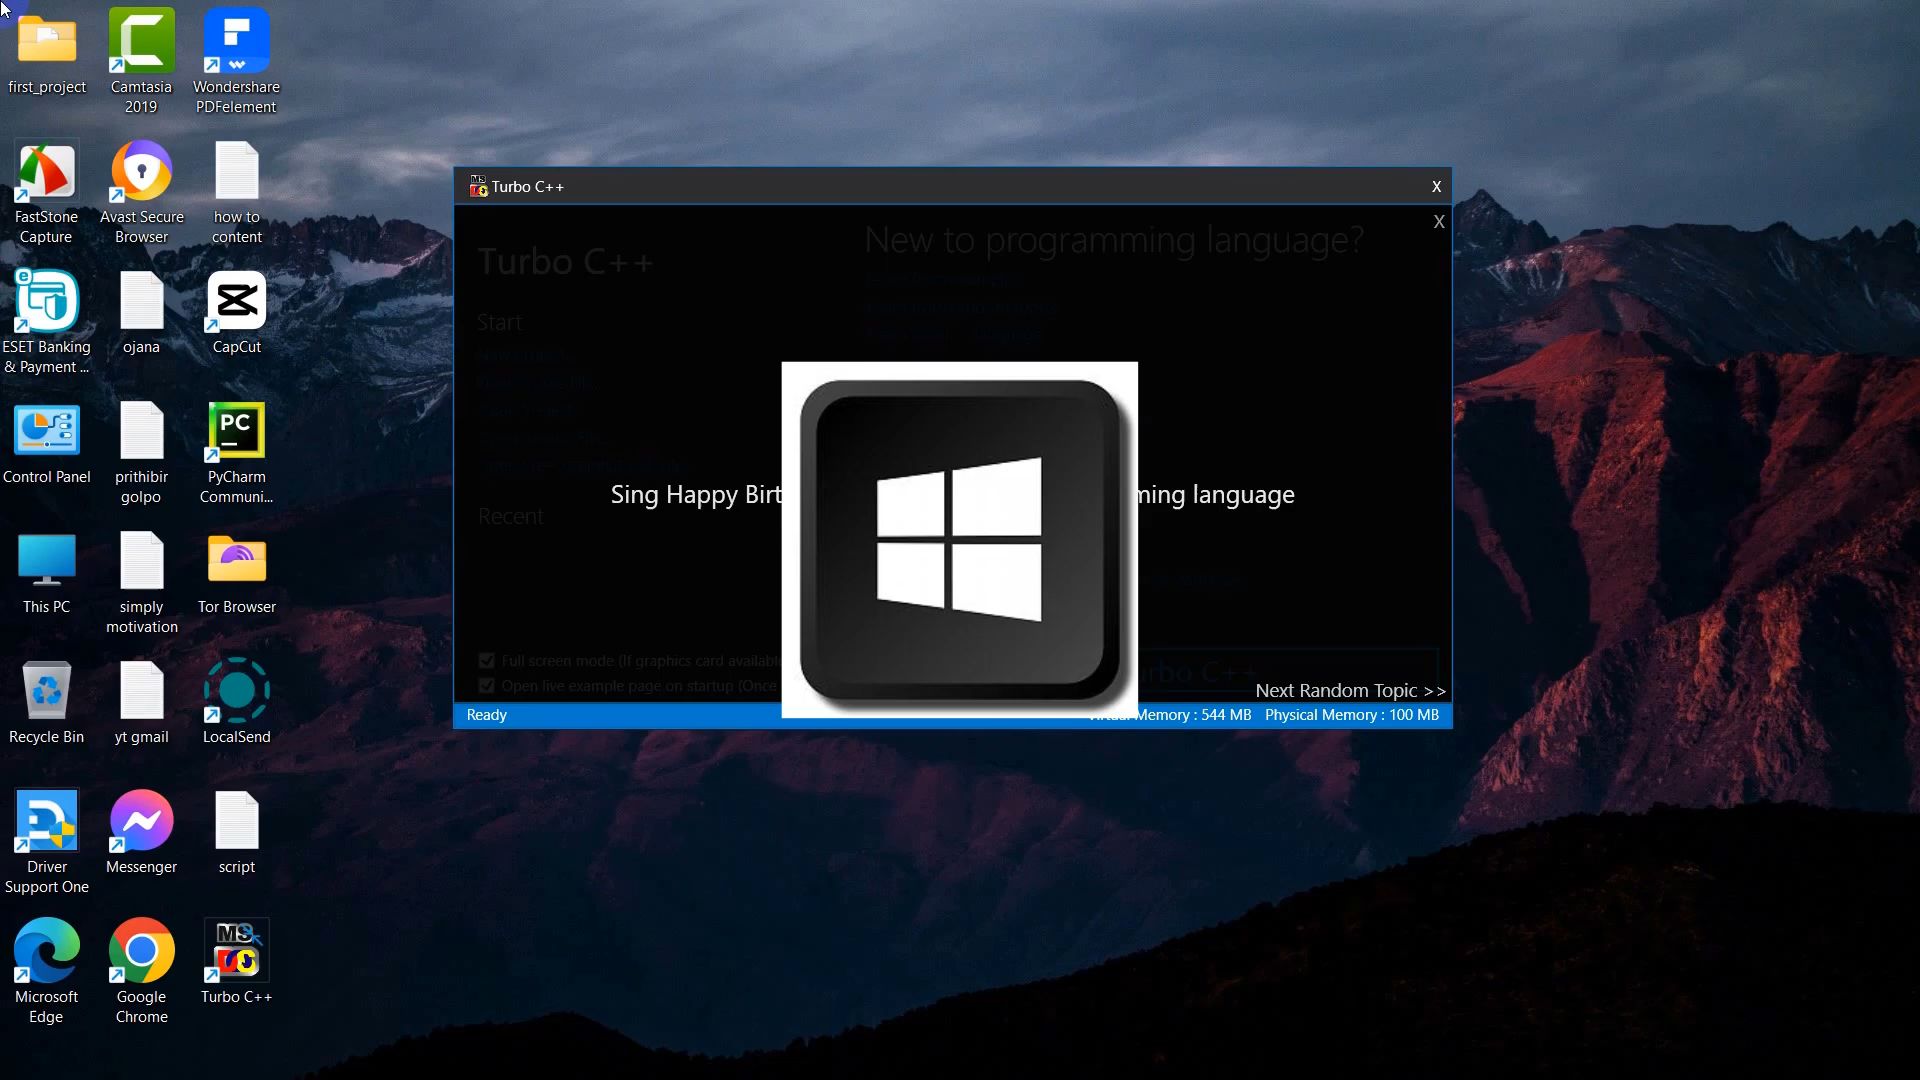 first_project
Camtasia
2019
Wondershare
PDFelement
FastStone
Capture
Avast Secure
Browser
how to
content
ESET Banking
& Payment ...
ojana
CapCut
Control Panel
prithibir
golpo
PC
PyCharm
Communi...
This PC
simply
motivation
Tor Browser
Recycle Bin
yt gmail
LocalSend
Driver
Support One
Messenger
script
Microsoft
Edge
Google
Chrome
MS
Turbo C++
Turbo C++
X
X
Turbo C++
New to programming language?
Start
Sing Happy Birt
ming language
Recent
Full screen mode (If graphics card availabl
Open live example page on startup (Once
Turbo C++
Next Random Topic >>
Ready
Memory : 544 MB
Physical Memory : 100 MB